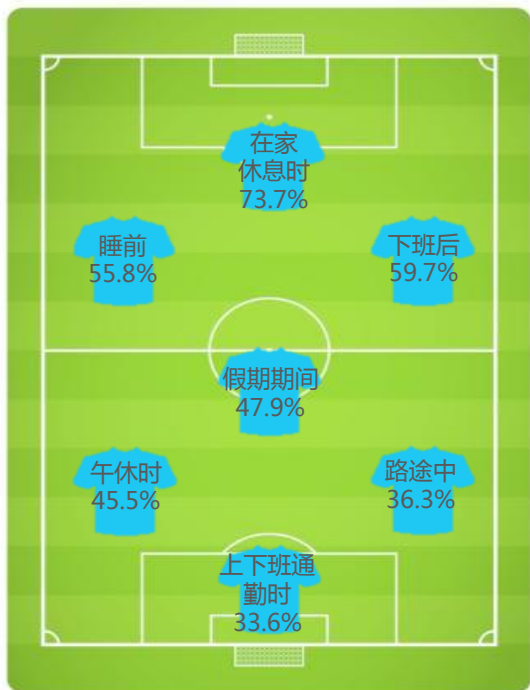 在家
休息时
73.7%
睡前
55.8%
下班后
59.7%
假期期间
47.9%
午休时
45.5%
路途中
36.3%
上下班通
勤时
33.6%